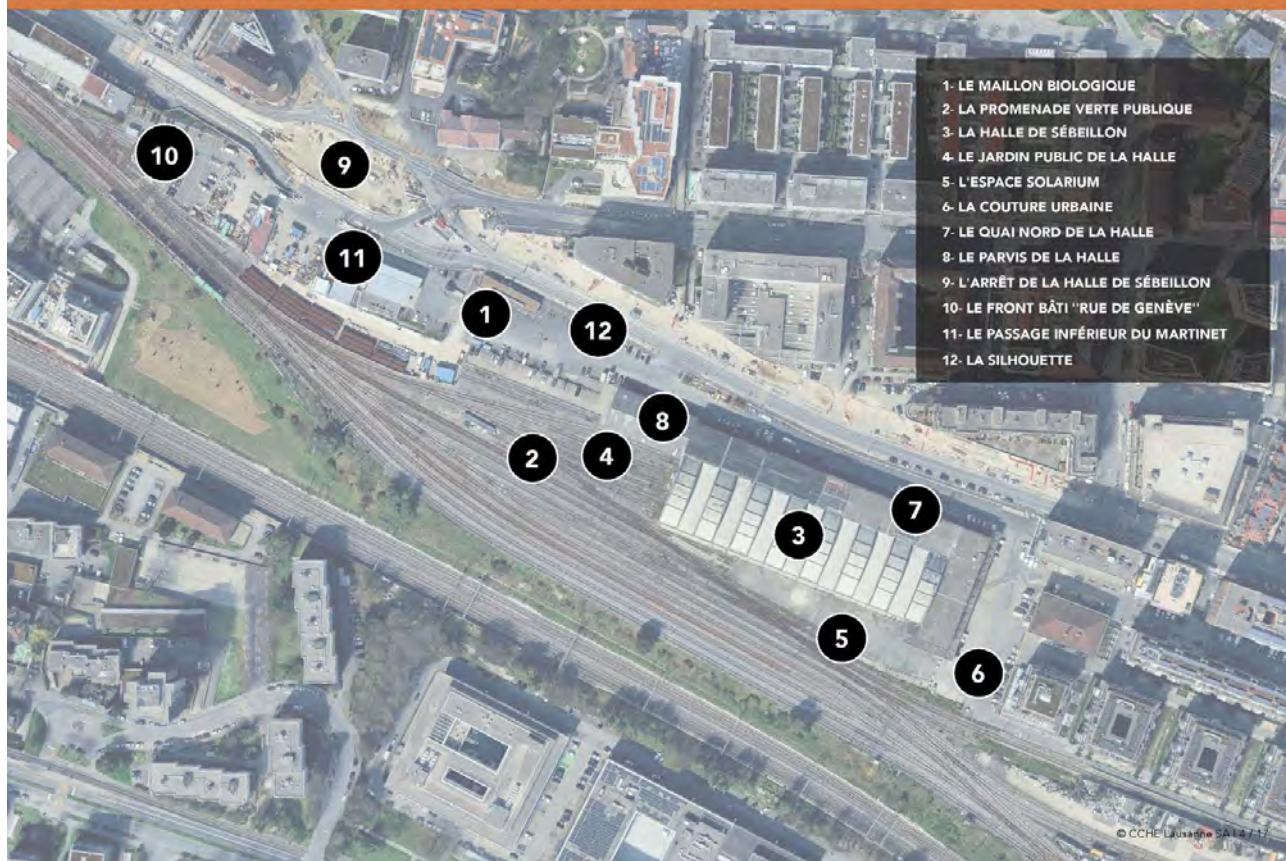 1- LE MAILLON BIOLOGIQUE
2- LA PROMENADE VERTE PUBLIQUE
3- LA HALLE DE SÉBEILLON
4- LE JARDIN PUBLIC DE LA HALLE
5- L'ESPACE SOLARIUM
6- LA COUTURE URBAINE
7- LE QUAI NORD DE LA HALLE
8- LE PARVIS DE LA HALLE
9- L'ARRÊT DE LA HALLE DE SÉBEILLON
10- LE FRONT BÂTI "RUE DE GENÈVE"
11- LE PASSAGE INFÉRIEUR DU MARTINET
12- LA SILHOUETTE
10
9
11
1
12
8
2
4
7
3
5
6
© CCHE Lausanne SA I 4 / 17